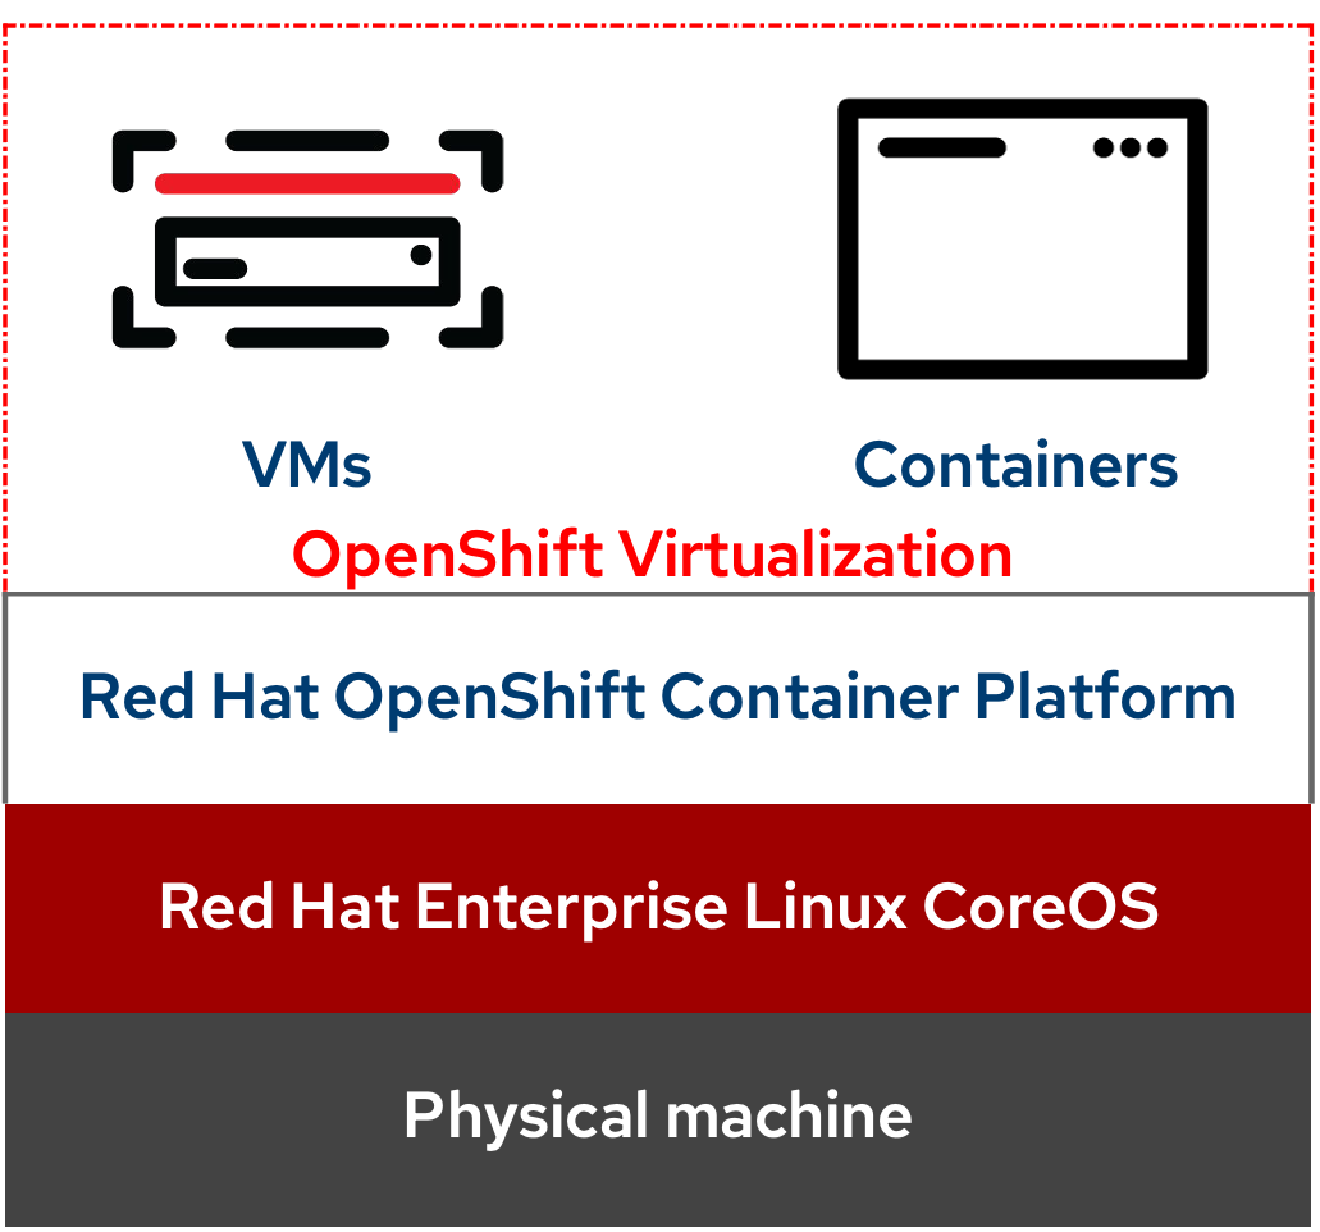 VMs
Containers
OpenShift Virtualization
Red Hat OpenShift Container Platform
Red Hat Enterprise Linux CoreOS
Physical machine